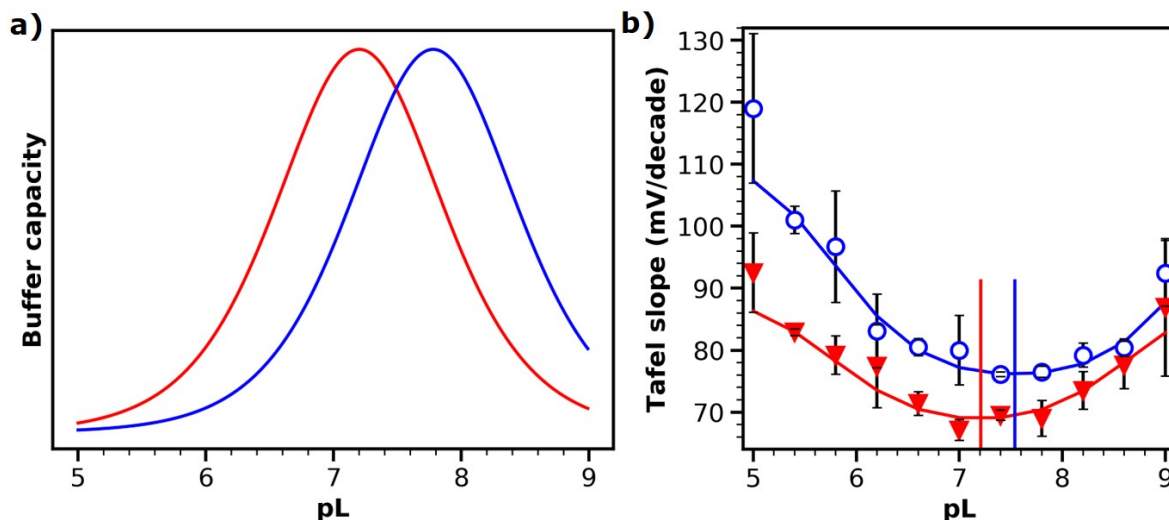 a)
Buffer capacity
5 6 7 8 9
pL
b)
Tafel slope (mV/decade)
130
120
110
100
90
80
70
5 6 7 8 9
pL